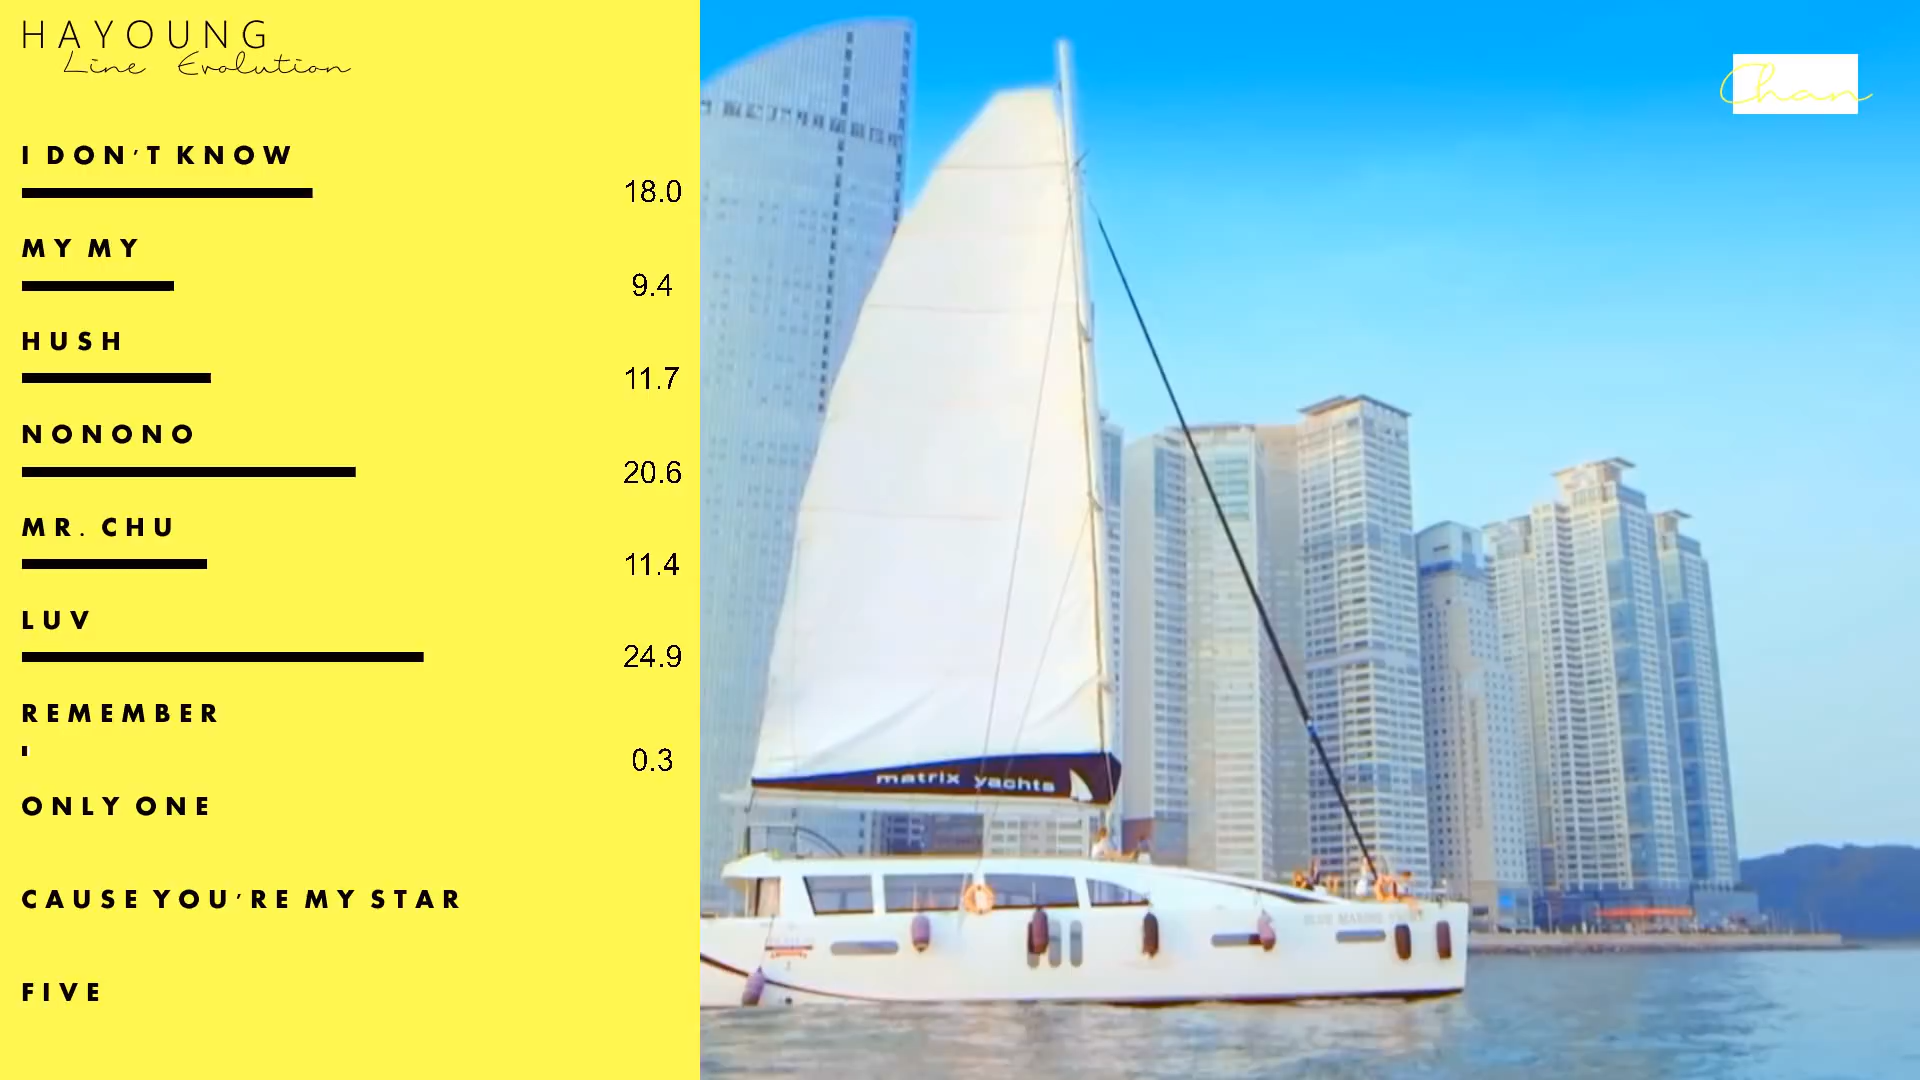 HAYOUNG
Line Evolution
I DON'T KNOW
18.0
MY MY
9.4
HUSH
11.7
NONONO
20.6
MR. CHU
11.4
LUV
24.9
REMEMBER
0.3
ONLY ONE
CAUSE YOU'RE MY STAR
FIVE
Chan
matrix yachts